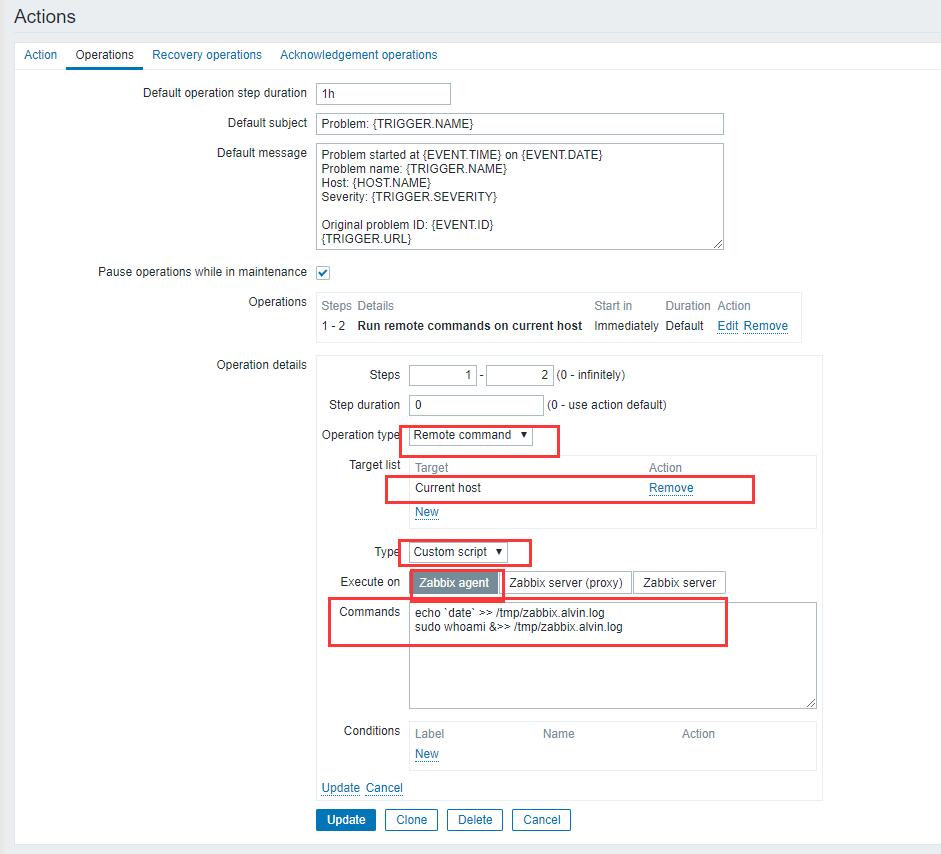 Actions
Action Operations Recovery operations Acknowledgement operations
Default operation step duration 1h
Default subject Problem: {TRIGGER.NAME}
Default message Problem started at {EVENT.TIME} on {EVENT.DATE}
Problem name: {TRIGGER.NAME}
Host: {HOST.NAME}
Severity: {TRIGGER.SEVERITY}
Original problem ID: {EVENT.ID}
{TRIGGER.URL}
Pause operations while in maintenance
Operations Steps Details Start in Duration Action
1 - 2 Run remote commands on current host Immediately Default Edit Remove
Operation details
Steps 1 - 2 (0 - infinitely)
Step duration 0 (0 - use action default)
Operation type Remote command
Target list Target Action
Current host Remove
New
Type Custom script
Execute on Zabbix agent Zabbix server (proxy) Zabbix server
Commands echo `date` >> /tmp/zabbix.alvin.log
sudo whoami &>> /tmp/zabbix.alvin.log
Conditions Label Name Action
New
Update Cancel
Update Clone Delete Cancel